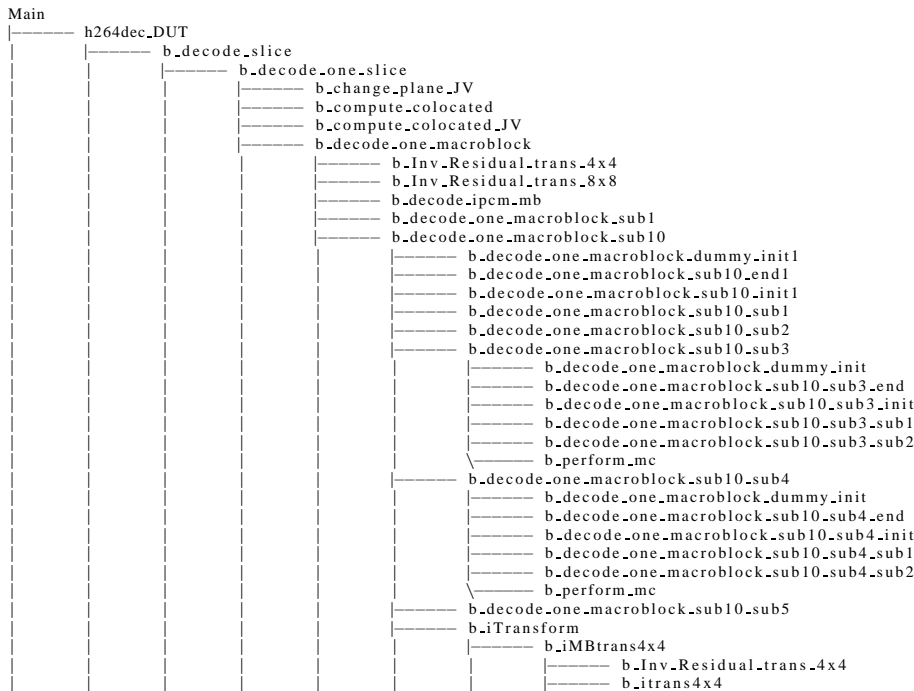 Main
|—————— h264dec_DUT
| |—————— b_decode_slice
| | |—————— b_decode_one_slice
| | | |—————— b_change_plane_JV
| | | |—————— b_compute_colocated
| | | |—————— b_compute_colocated_JV
| | | |—————— b_decode_one_macroblock
| | | | |—————— b_Inv_Residual_trans_4x4
| | | | |—————— b_Inv_Residual_trans_8x8
| | | | |—————— b_decode_ipcm_mb
| | | | |—————— b_decode_one_macroblock_sub1
| | | | |—————— b_decode_one_macroblock_sub10
| | | | | |—————— b_decode_one_macroblock_dummy_init1
| | | | | |—————— b_decode_one_macroblock_sub10_end1
| | | | | |—————— b_decode_one_macroblock_sub10_init1
| | | | | |—————— b_decode_one_macroblock_sub10_sub1
| | | | | |—————— b_decode_one_macroblock_sub10_sub2
| | | | | |—————— b_decode_one_macroblock_sub10_sub3
| | | | | | |—————— b_decode_one_macroblock_dummy_init
| | | | | | |—————— b_decode_one_macroblock_sub10_sub3_end
| | | | | | |—————— b_decode_one_macroblock_sub10_sub3_init
| | | | | | |—————— b_decode_one_macroblock_sub10_sub3_sub1
| | | | | | |—————— b_decode_one_macroblock_sub10_sub3_sub2
| | | | | | \—————— b_perform_mc
| | | | | |—————— b_decode_one_macroblock_sub10_sub4
| | | | | | |—————— b_decode_one_macroblock_dummy_init
| | | | | | |—————— b_decode_one_macroblock_sub10_sub4_end
| | | | | | |—————— b_decode_one_macroblock_sub10_sub4_init
| | | | | | |—————— b_decode_one_macroblock_sub10_sub4_sub1
| | | | | | |—————— b_decode_one_macroblock_sub10_sub4_sub2
| | | | | | \—————— b_perform_mc
| | | | | |—————— b_decode_one_macroblock_sub10_sub5
| | | | | |—————— b_iTransform
| | | | | | |—————— b_iMBtrans4x4
| | | | | | | |—————— b_Inv_Residual_trans_4x4
| | | | | | | |—————— b_itrans4x4